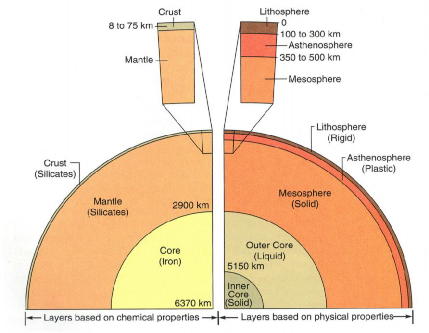 Crust
8 to 75 km
Mantle
Lithosphere
0
100 to 300 km
Asthenosphere
350 to 500 km
Mesosphere
Crust
(Silicates)
Mantle
(Silicates)
2900 km
Core
(Iron)
6370 km
Lithosphere
(Rigid)
Asthenosphere
(Plastic)
Mesosphere
(Solid)
Outer Core
(Liquid)
5150 km
Inner
Core
(Solid)
Layers based on chemical properties
Layers based on physical properties